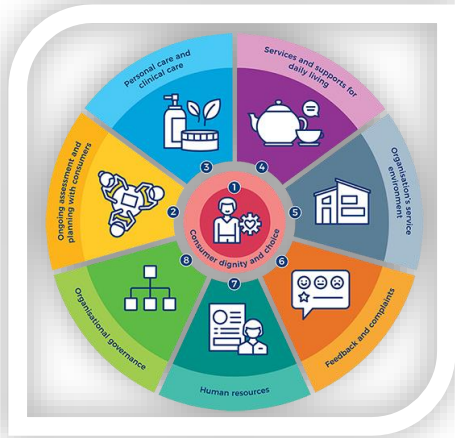 1
Consumer dignity and choice
2
Ongoing assessment and
planning with consumers
3
Personal care and
clinical care
4
Services and supports for
daily living
5
Organisation's service
environment
6
Feedback and complaints
7
Human resources
8
Organisational governance